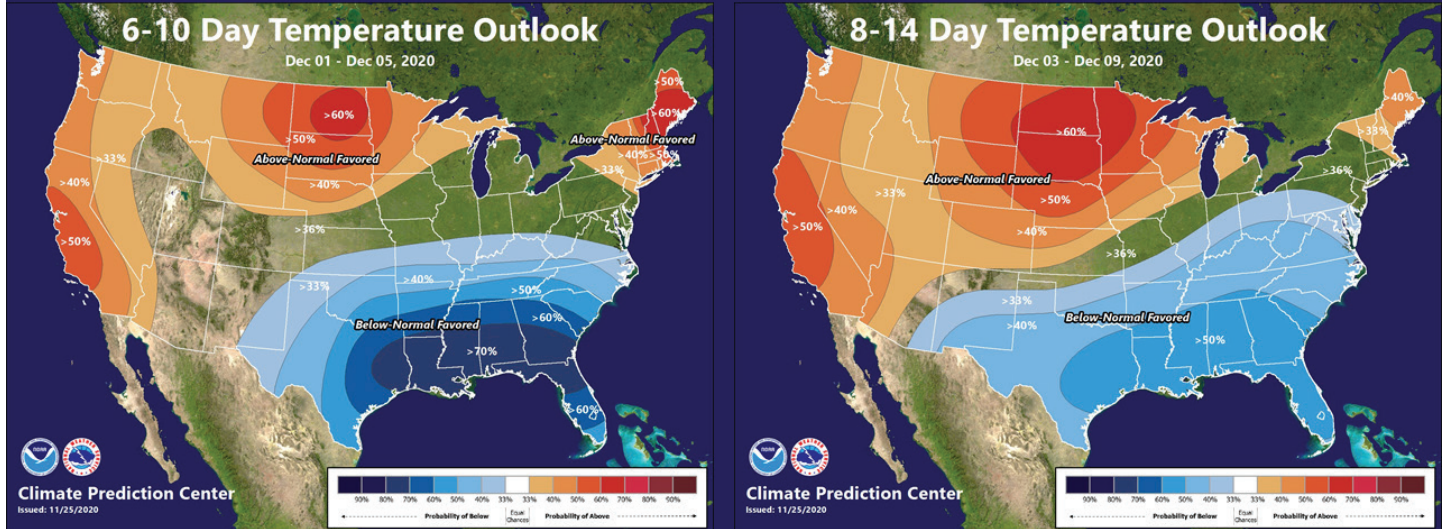 6-10 Day Temperature Outlook
Dec 01 - Dec 05, 2020
>50%
>60%
>60%
>50%
Above-Normal Favored
Above-Normal Favored
>40%
>50%
>33%
>33%
>40%
>40%
>36%
>50%
>33%
>40%
>50%
Below-Normal Favored
>60%
>70%
>60%
NOAA
Climate Prediction Center
Issued: 11/25/2020
90% 80% 70% 60% 50% 40% 33% 33% 40% 50% 60% 70% 80% 90%
Probability of Below
Equal
Chances
Probability of Above
8-14 Day Temperature Outlook
Dec 03 - Dec 09, 2020
>40%
>60%
>33%
>36%
Above-Normal Favored
>33%
>40%
>50%
>50%
>40%
>36%
>33%
Below-Normal Favored
>40%
>50%
NOAA
Climate Prediction Center
Issued: 11/25/2020
90% 80% 70% 60% 50% 40% 33% 33% 40% 50% 60% 70% 80% 90%
Probability of Below
Equal
Chances
Probability of Above